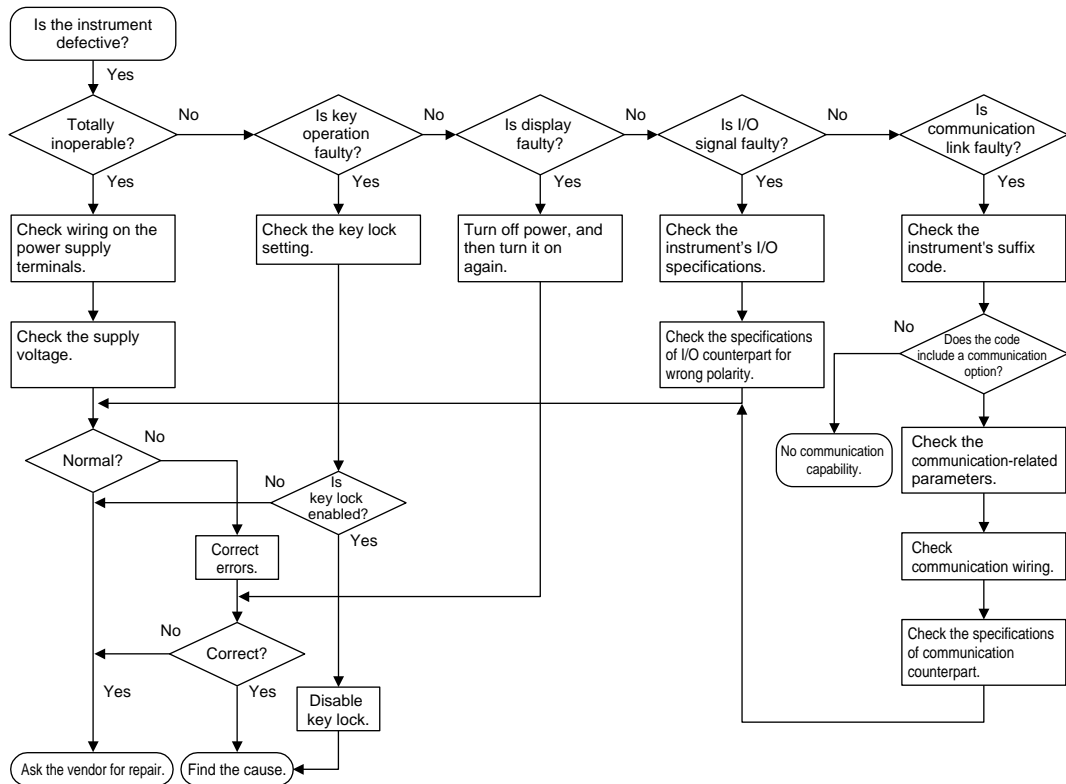 Is the instrument
defective?
Yes
Totally
inoperable?
No
Is key
operation
faulty?
No
Is display
faulty?
No
Is I/O
signal faulty?
No
Is
communication
link faulty?
Yes
Yes
Yes
Yes
Yes
Check wiring on the
power supply
terminals.
Check the key lock
setting.
Turn off power, and
then turn it on
again.
Check the
instrument's I/O
specifications.
Check the
instrument's suffix
code.
Check the supply
voltage.
Check the specifications
of I/O counterpart for
wrong polarity.
No
Does the code
include a communication
option?
Yes
Normal?
No
No communication
capability.
Check the
communication-related
parameters.
No
Is
key lock
enabled?
Yes
Correct
errors.
Check
communication wiring.
No
Correct?
Yes
Yes
Check the specifications
of communication
counterpart.
Disable
key lock.
Ask the vendor for repair.
Find the cause.